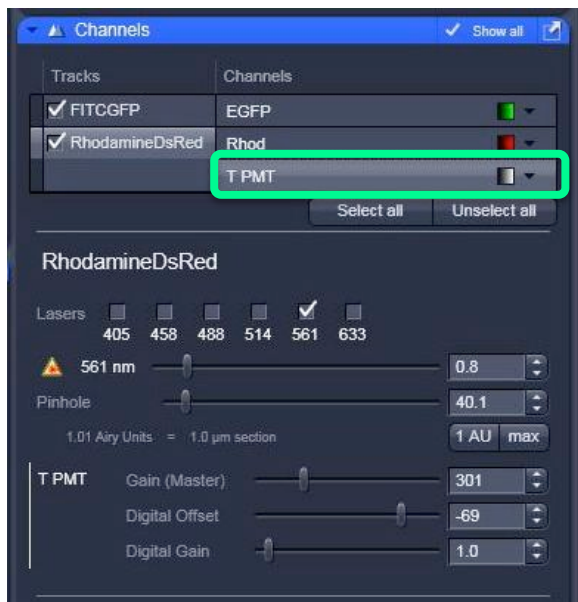 Channels Show all
Tracks Channels
FITCGFP EGFP
RhodamineDsRed Rhod
T PMT
Select all Unselect all
RhodamineDsRed
Lasers
405 458 488 514 561 633
561 nm 0.8
Pinhole 40.1
1.01 Airy Units = 1.0 µm section 1 AU max
T PMT Gain (Master) 301
Digital Offset -69
Digital Gain 1.0